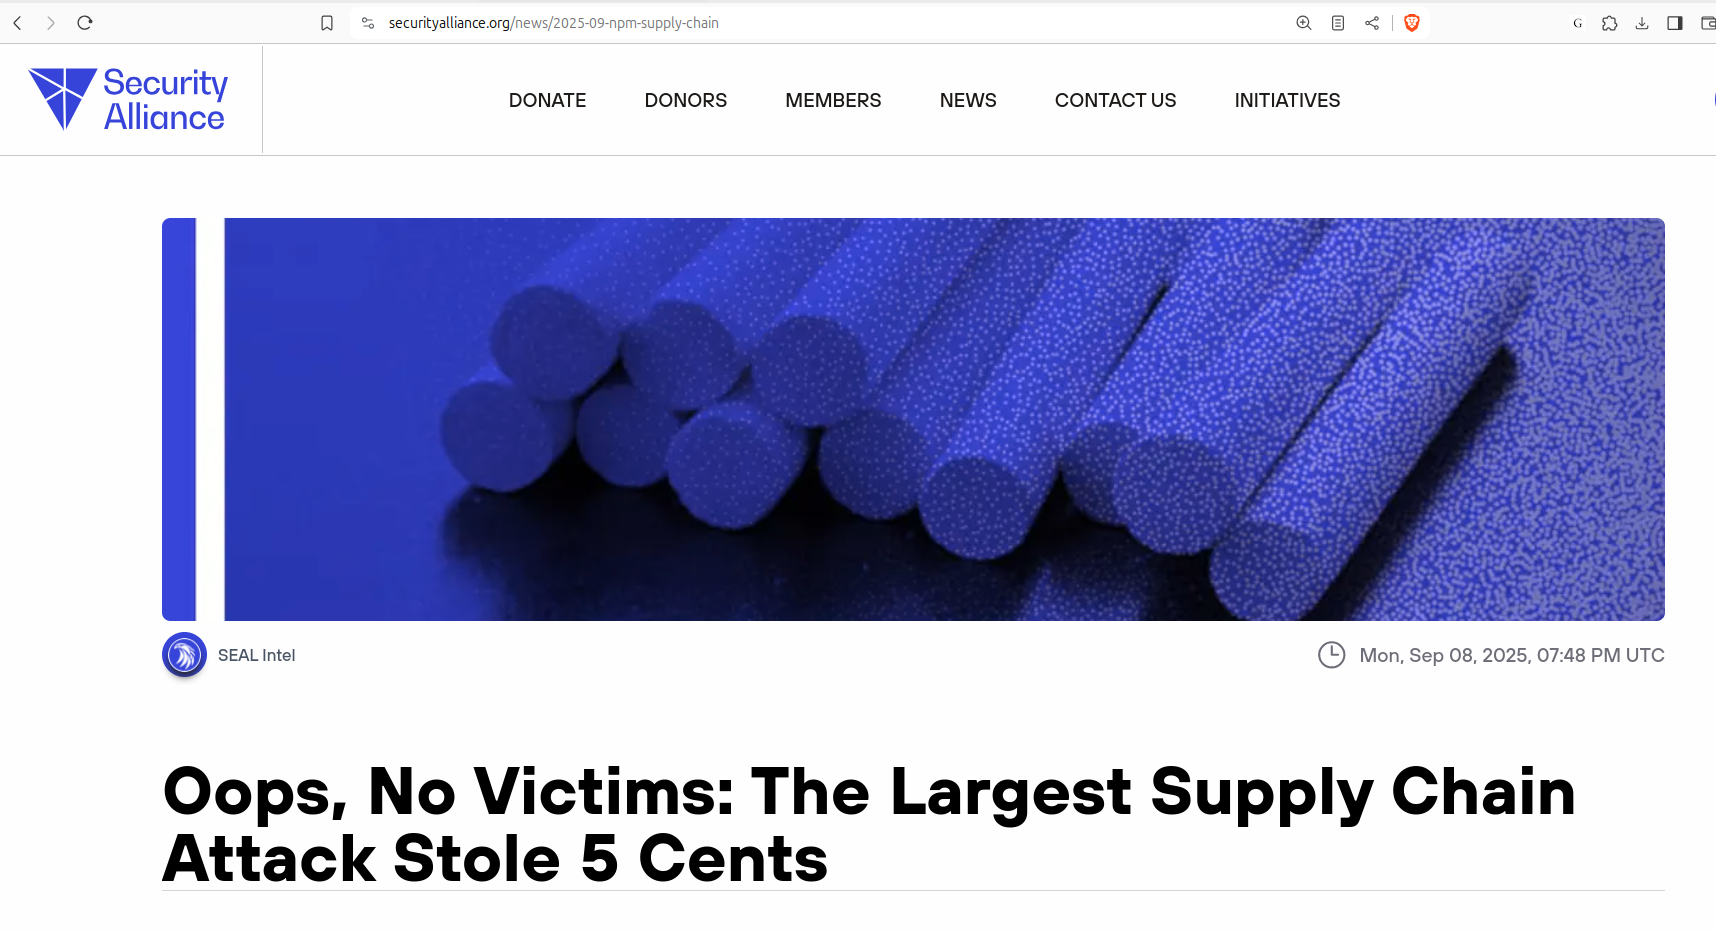 securityalliance.org/news/2025-09-npm-supply-chain
G
Security
Alliance
DONATE DONORS MEMBERS NEWS CONTACT US INITIATIVES
SEAL Intel
Mon, Sep 08, 2025, 07:48 PM UTC
Oops, No Victims: The Largest Supply Chain
Attack Stole 5 Cents